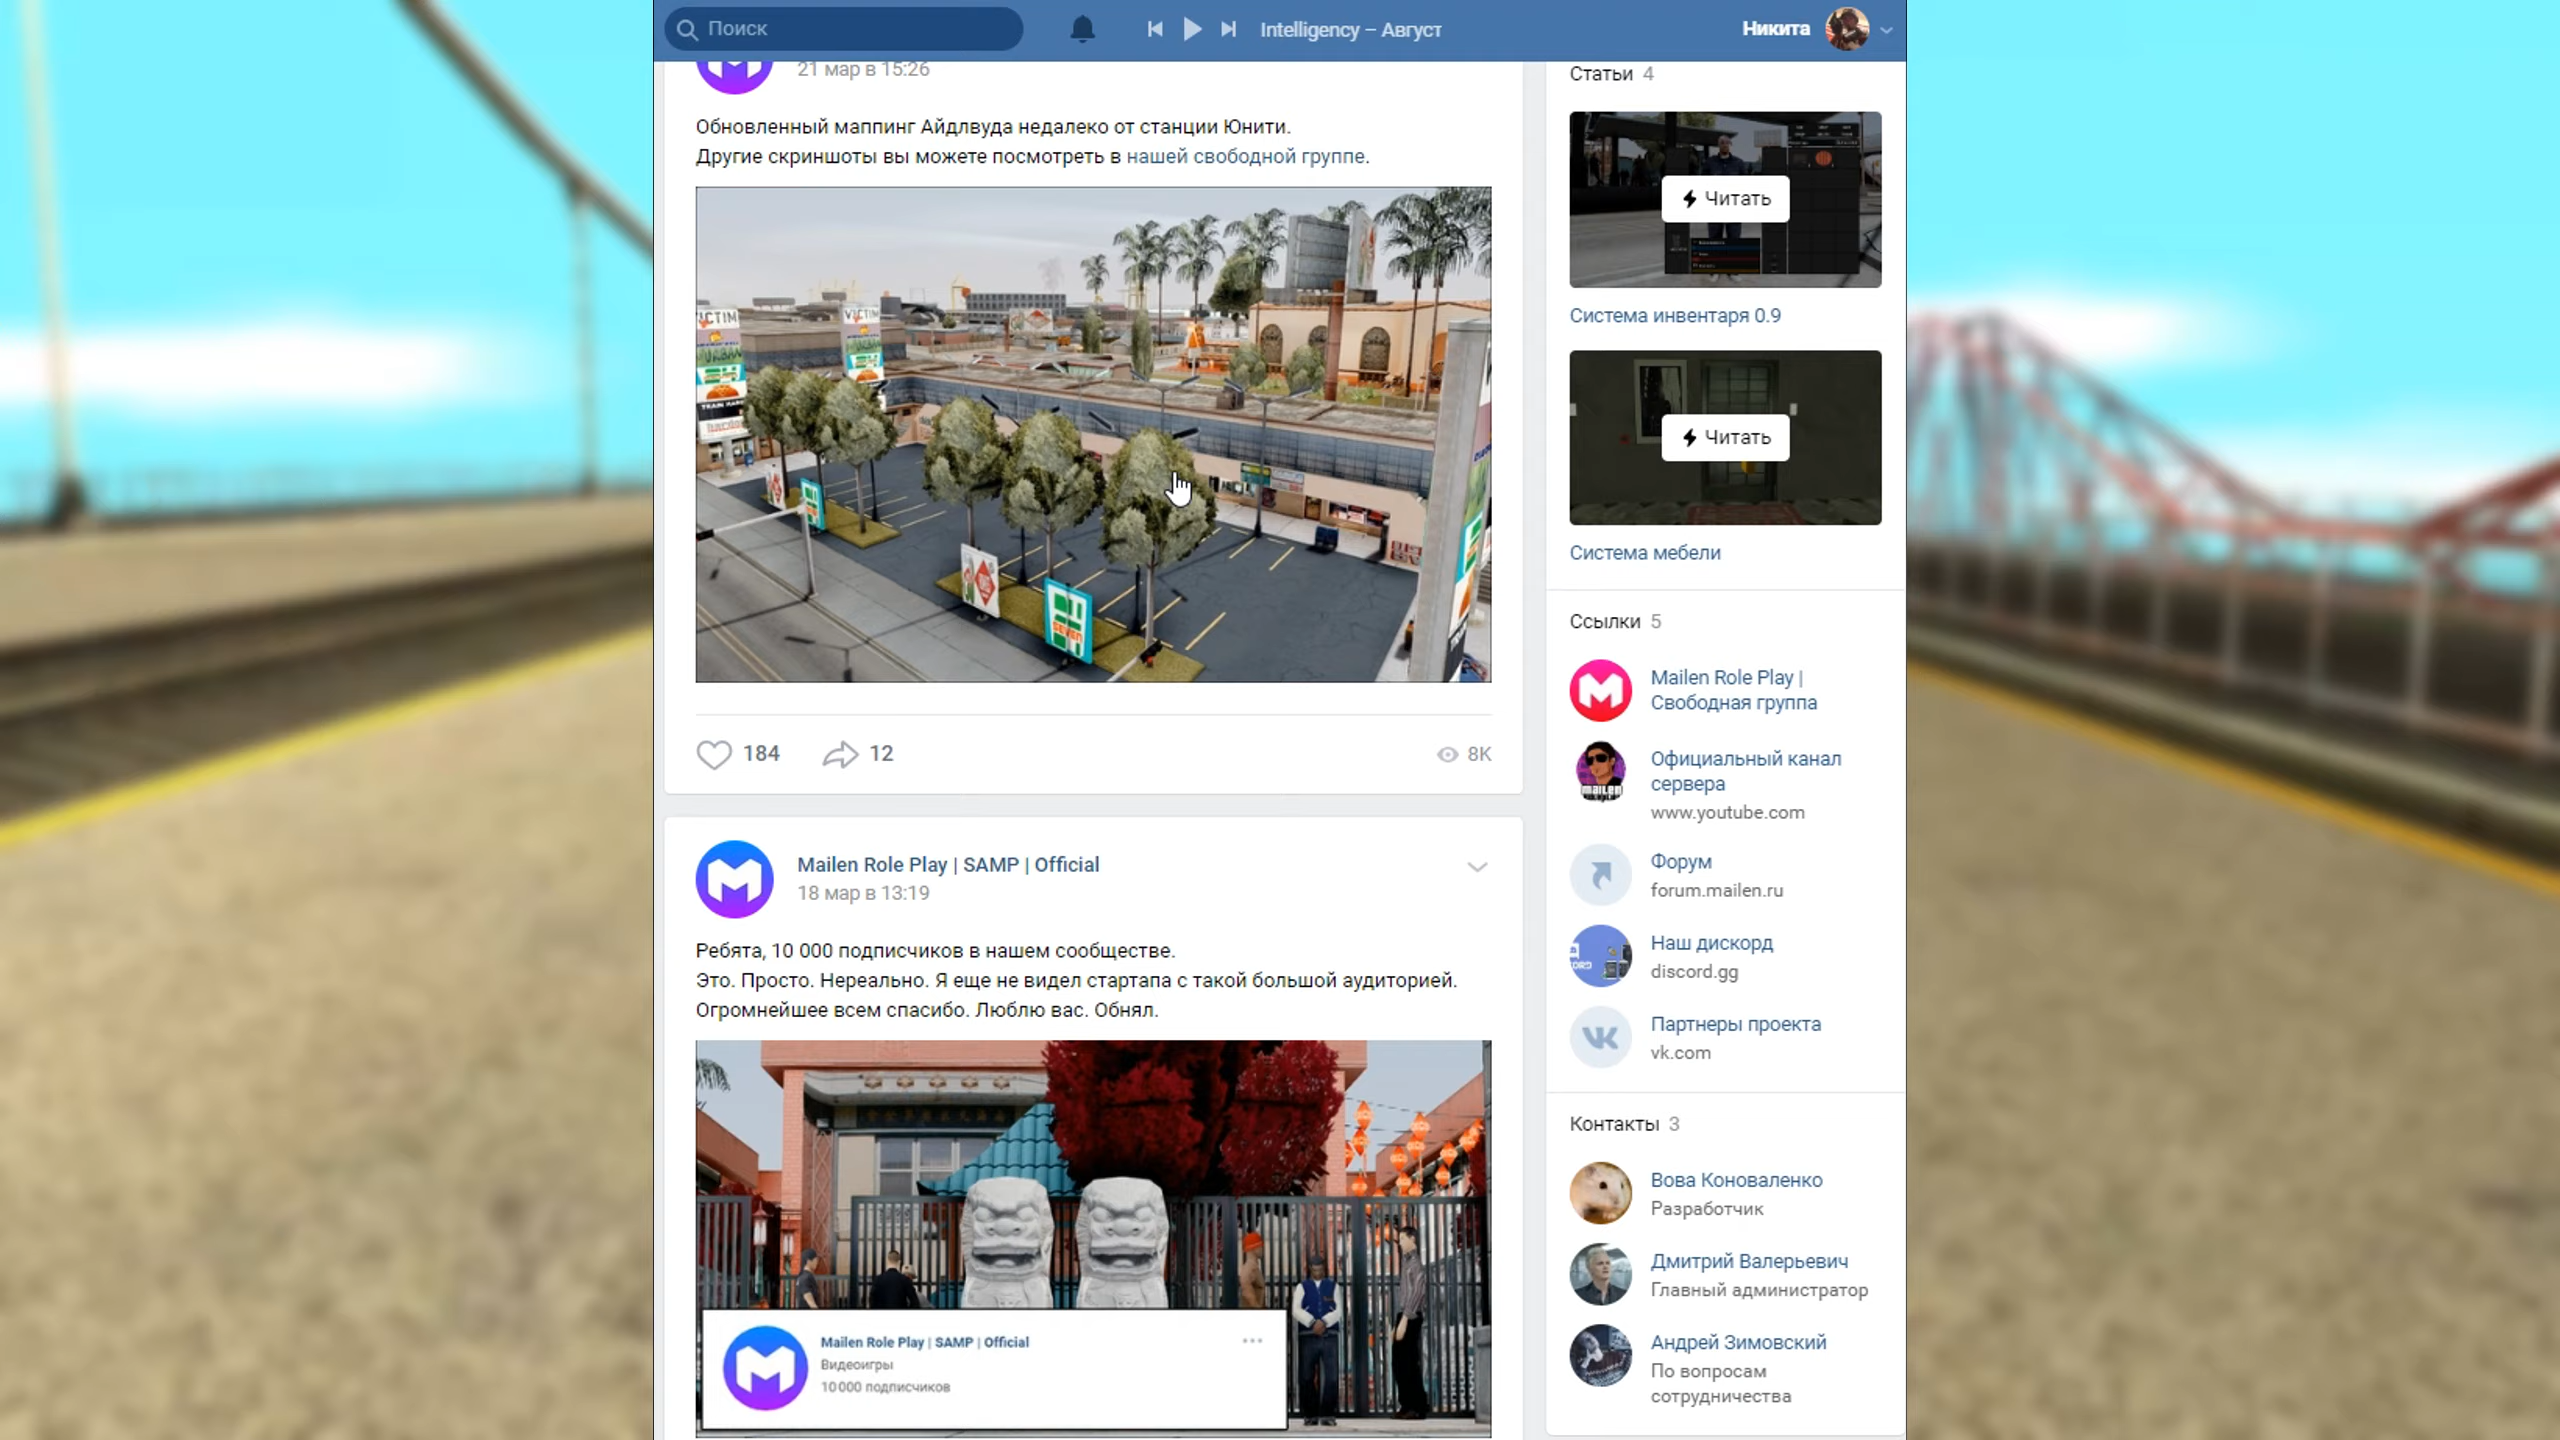 Поиск
Intelligency – Август
Никита
21 мар в 15:26
Обновленный маппинг Айдлвуда недалеко от станции Юнити.
Другие скриншоты вы можете посмотреть в нашей свободной группе.
VICTIM
VICTIM
SEVEN
184
12
8K
Mailen Role Play | SAMP | Official
18 мар в 13:19
Ребята, 10 000 подписчиков в нашем сообществе.
Это. Просто. Нереально. Я еще не видел стартапа с такой большой аудиторией.
Огромнейшее всем спасибо. Люблю вас. Обнял.
Mailen Role Play | SAMP | Official
Видеоигры
10 000 подписчиков
Статьи 4
Читать
Система инвентаря 0.9
Читать
Система мебели
Ссылки 5
Mailen Role Play |
Свободная группа
Официальный канал
сервера
www.youtube.com
Форум
forum.mailen.ru
Наш дискорд
discord.gg
Партнеры проекта
vk.com
Контакты 3
Вова Коноваленко
Разработчик
Дмитрий Валерьевич
Главный администратор
Андрей Зимовский
По вопросам
сотрудничества